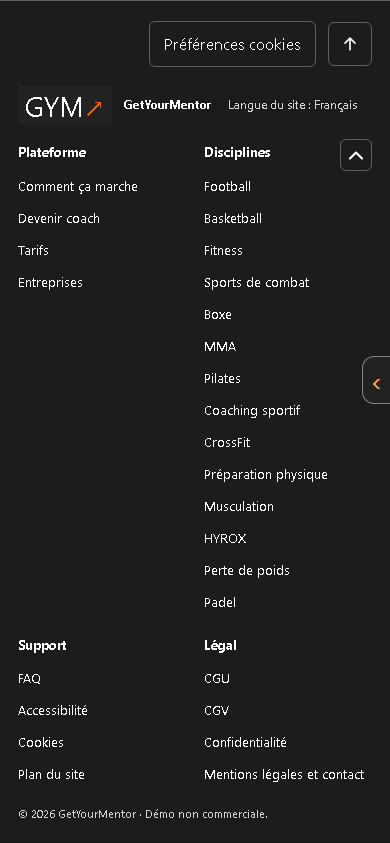 Préférences cookies
GYM
GetYourMentor
Langue du site : Français
Plateforme
Comment ça marche
Devenir coach
Tarifs
Entreprises
Disciplines
Football
Basketball
Fitness
Sports de combat
Boxe
MMA
Pilates
Coaching sportif
CrossFit
Préparation physique
Musculation
HYROX
Perte de poids
Padel
Support
FAQ
Accessibilité
Cookies
Plan du site
Légal
CGU
CGV
Confidentialité
Mentions légales et contact
© 2026 GetYourMentor · Démo non commerciale.